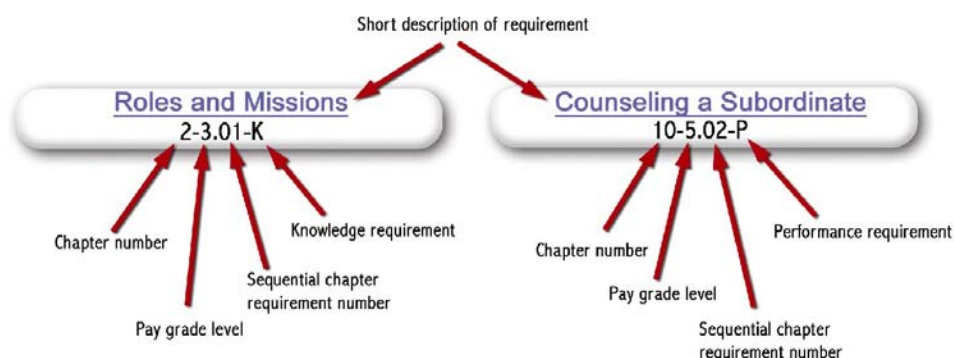 Short description of requirement
Roles and Missions
2-3.01-K
Counseling a Subordinate
10-5.02-P
Chapter number
Knowledge requirement
Sequential chapter
requirement number
Pay grade level
Chapter number
Performance requirement
Pay grade level
Sequential chapter
requirement number